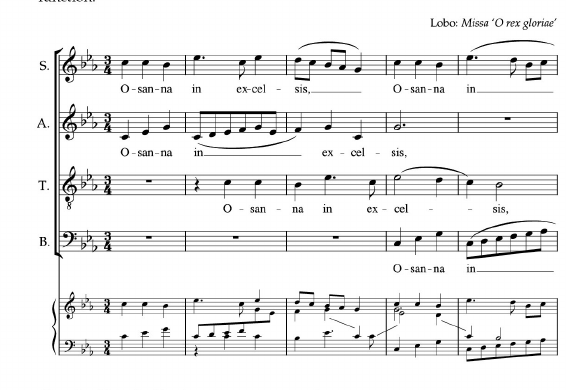 function.
Lobo: Missa ‘O rex gloriae’
S.
O - san - na in ex - cel - sis, O - san - na in
A.
O - san - na in ex - cel - sis,
T.
O - san - na in ex - cel - sis,
B.
O - san - na in